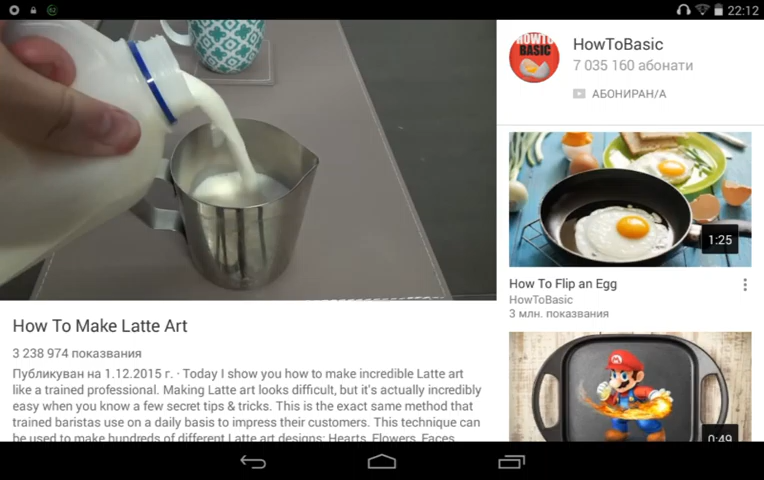 22:12
HOWTO
BASIC
HowToBasic
7 035 160 абонати
АБОНИРАН/А
1:25
How To Flip an Egg
HowToBasic
3 млн. показвания
0:49
How To Make Latte Art
3 238 974 показвания
Публикуван на 1.12.2015 г. · Today I show you how to make incredible Latte art
like a trained professional. Making Latte art looks difficult, but it's actually incredibly
easy when you know a few secret tips & tricks. This is the exact same method that
trained baristas use on a daily basis to impress their customers. This technique can
be used to make hundreds of different Latte art designs: Hearts, Flowers, Faces,